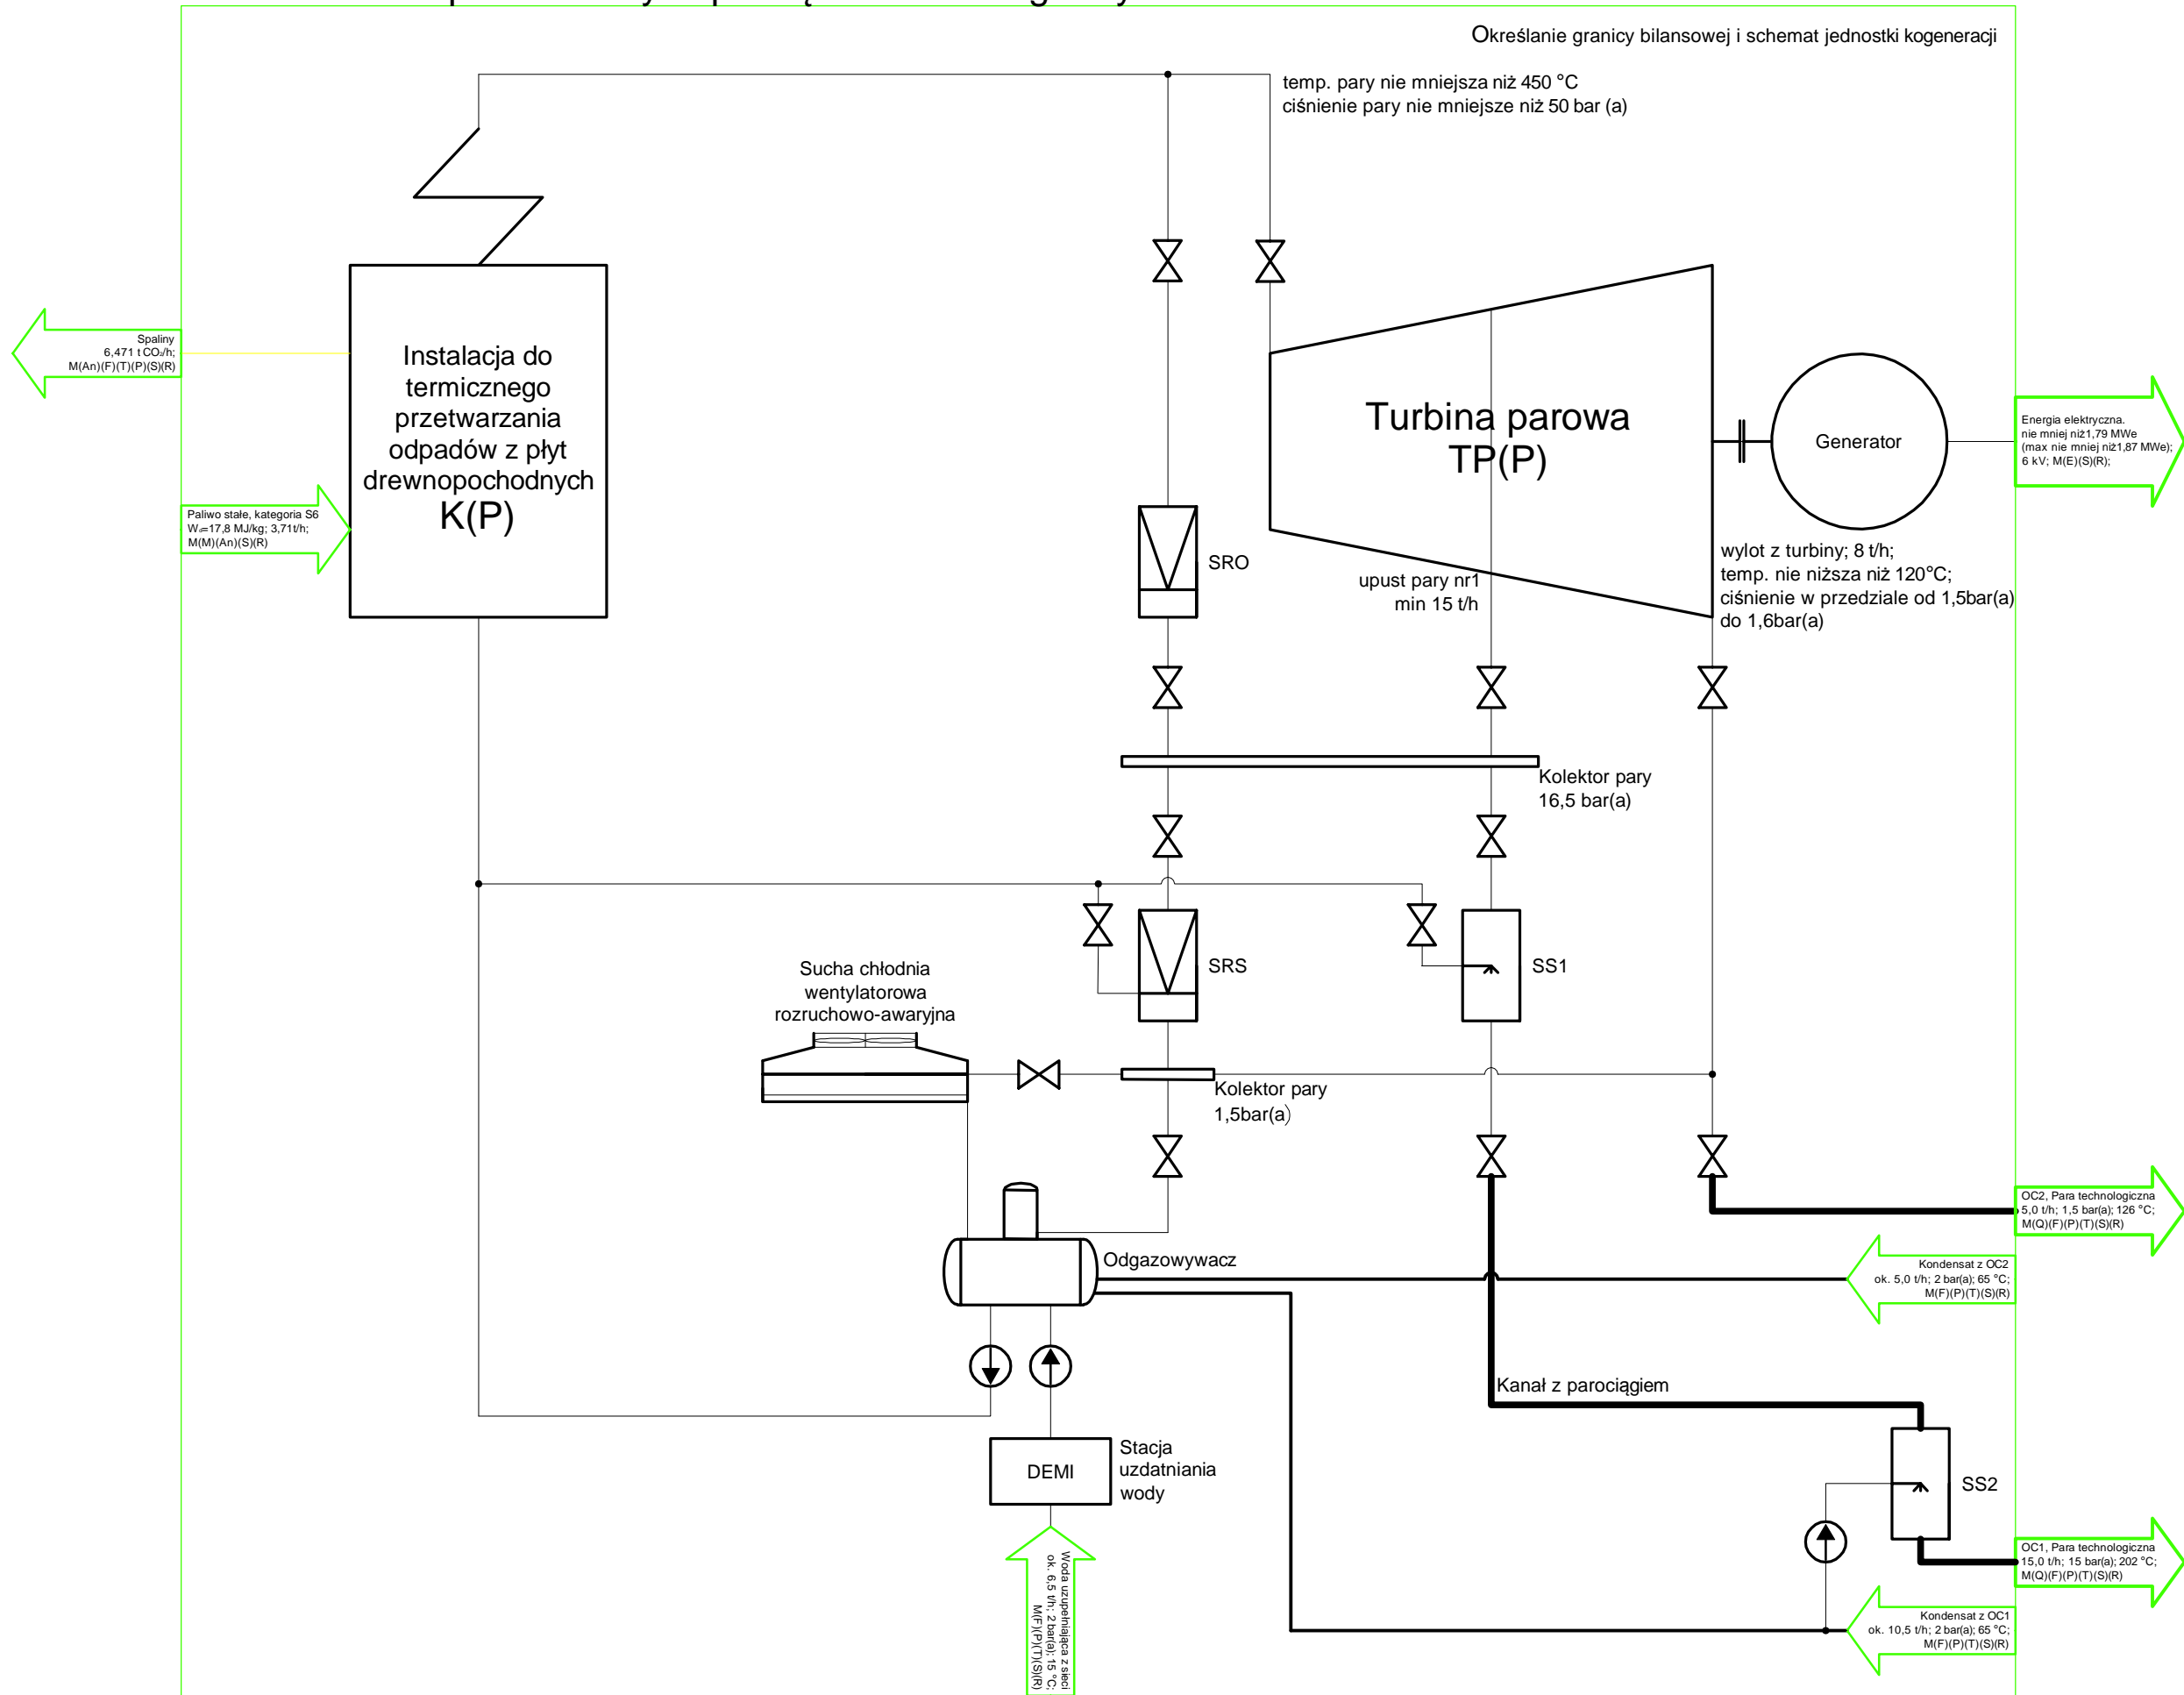 Określanie granicy bilansowej i schemat jednostki kogeneracji
temp. pary nie mniejsza niż 450 °C
ciśnienie pary nie mniejsze niż 50 bar (a)
Spaliny
6,471 t CO₂/h;
M(An)(F)(T)(P)(S)(R)
Instalacja do
termicznego
przetwarzania
odpadów z płyt
drewnopochodnych
K(P)
Paliwo stałe, kategoria S6
=17,8 MJ/kg; 3,71t/h;
M(M)(An)(S)(R)
Turbina parowa
TP(P)
Generator
Energia elektryczna.
nie mniej niż1,79 MWe
(max nie mniej niż1,87 MWe);
6 kV; M(E)(S)(R);
SRO
upust pary nr1
min 15 t/h
wylot z turbiny; 8 t/h;
temp. nie niższa niż 120°C;
ciśnienie w przedziale od 1,5bar(a)
do 1,6bar(a)
Kolektor pary
16,5 bar(a)
SRS
SS1
Sucha chłodnia
wentylatorowa
rozruchowo-awaryjna
Kolektor pary
1,5bar(a)
OC2, Para technologiczna
5,0 t/h; 1,5 bar(a); 126 °C;
M(Q)(F)(P)(T)(S)(R)
Odgazowywacz
Kondensat z OC2
ok. 5,0 t/h; 2 bar(a); 65 °C;
M(F)(P)(T)(S)(R)
Kanał z parociągiem
DEMI
Stacja
uzdatniania
wody
SS2
Woda uzupełniająca z sieci
ok. 6,5 t/h; 2 bar(a); 15 °C;
M(F)(P)(T)(S)(R)
OC1, Para technologiczna
15,0 t/h; 15 bar(a); 202 °C;
M(Q)(F)(P)(T)(S)(R)
Kondensat z OC1
ok. 10,5 t/h; 2 bar(a); 65 °C;
M(F)(P)(T)(S)(R)